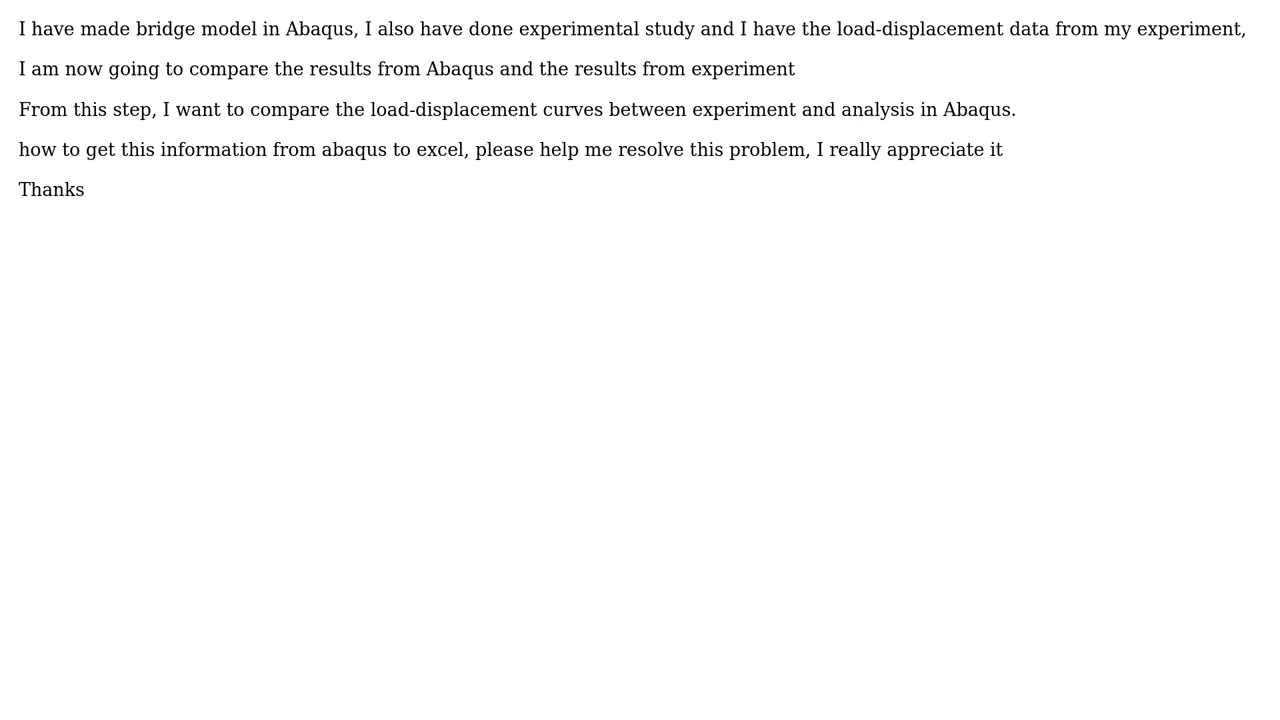 I have made bridge model in Abaqus, I also have done experimental study and I have the load-displacement data from my experiment,
I am now going to compare the results from Abaqus and the results from experiment
From this step, I want to compare the load-displacement curves between experiment and analysis in Abaqus.
how to get this information from abaqus to excel, please help me resolve this problem, I really appreciate it
Thanks